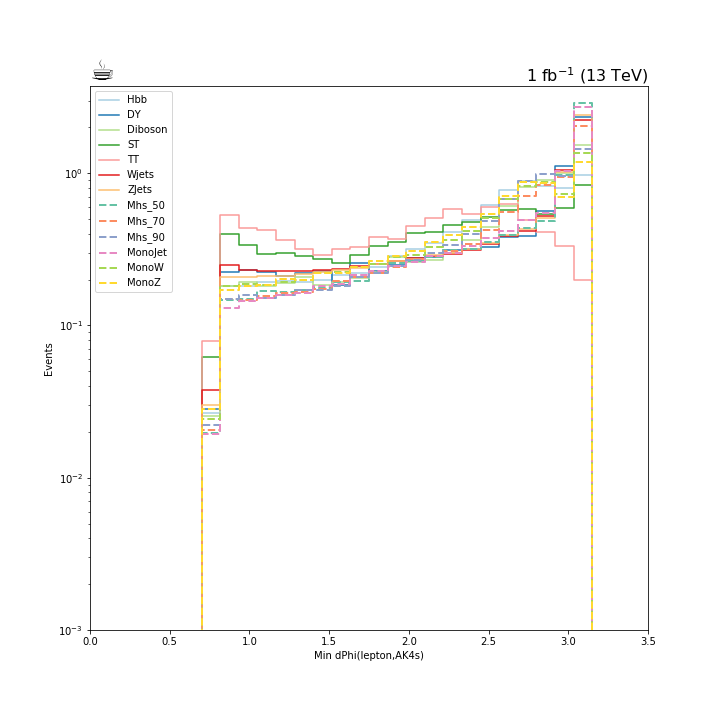 1 fb⁻¹ (13 TeV)
Hbb
DY
Diboson
ST
TT
Wjets
ZJets
Mhs_50
Mhs_70
Mhs_90
MonoJet
MonoW
MonoZ
10⁰
10⁻¹
10⁻²
10⁻³
Events
0.0 0.5 1.0 1.5 2.0 2.5 3.0 3.5
Min dPhi(lepton,AK4s)